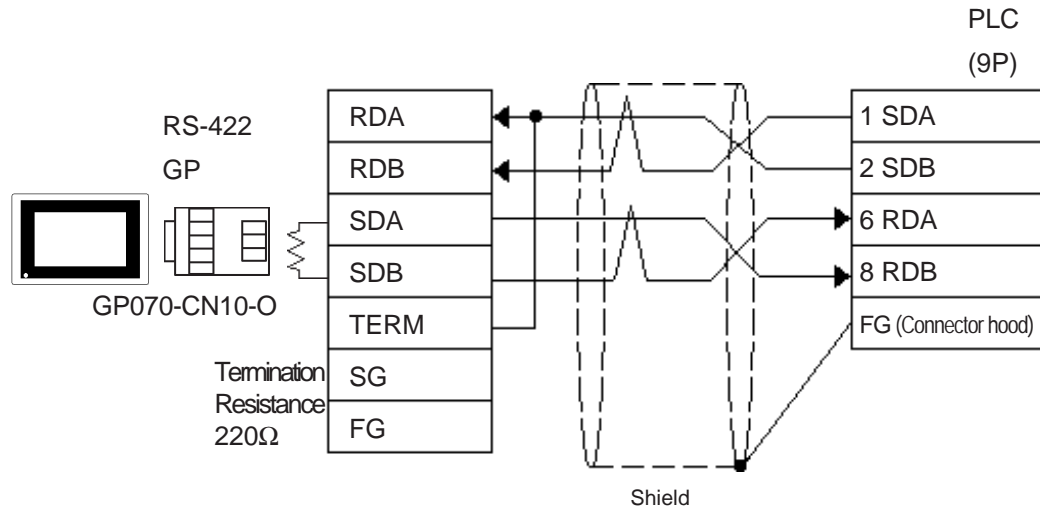 PLC
(9P)
RS-422
GP
GP070-CN10-O
RDA
RDB
SDA
SDB
TERM
SG
FG
Termination
Resistance
220Ω
1 SDA
2 SDB
6 RDA
8 RDB
FG (Connector hood)
Shield